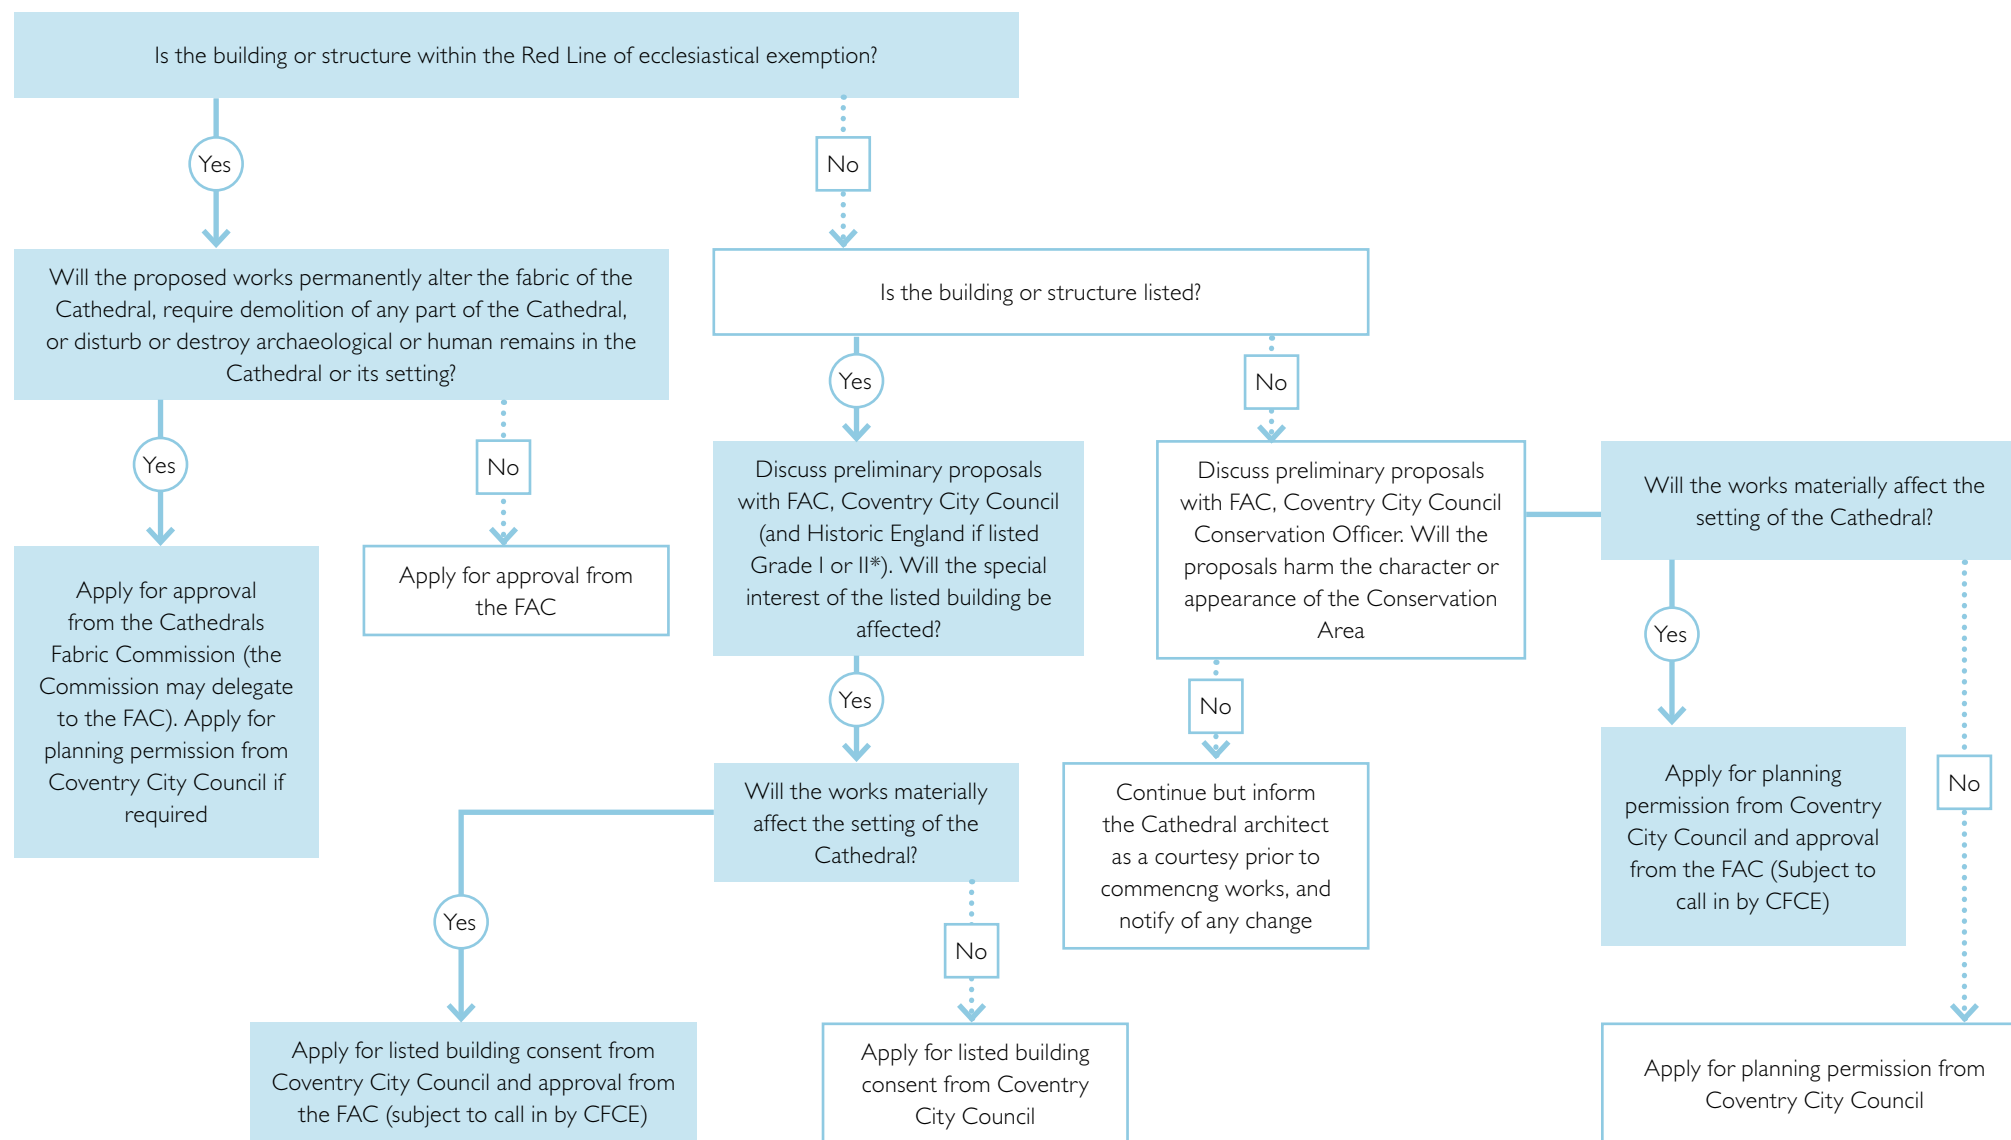 Is the building or structure within the Red Line of ecclesiastical exemption?
Yes
No
Will the proposed works permanently alter the fabric of the
Cathedral, require demolition of any part of the Cathedral,
or disturb or destroy archaeological or human remains in the
Cathedral or its setting?
Is the building or structure listed?
Yes
No
Yes
No
Apply for approval
from the Cathedrals
Fabric Commission (the
Commission may delegate
to the FAC). Apply for
planning permission from
Coventry City Council if
required
Apply for approval from
the FAC
Discuss preliminary proposals
with FAC, Coventry City Council
(and Historic England if listed
Grade I or II*). Will the special
interest of the listed building be
affected?
Discuss preliminary proposals
with FAC, Coventry City Council
Conservation Officer. Will the
proposals harm the character or
appearance of the Conservation
Area
Will the works materially affect the
setting of the Cathedral?
Yes
No
Yes
No
Will the works materially
affect the setting of the
Cathedral?
Continue but inform
the Cathedral architect
as a courtesy prior to
commencng works, and
notify of any change
Apply for planning
permission from Coventry
City Council and approval
from the FAC (Subject to
call in by CFCE)
Yes
No
Apply for listed building consent from
Coventry City Council and approval from
the FAC (subject to call in by CFCE)
Apply for listed building
consent from Coventry
City Council
Apply for planning permission from
Coventry City Council